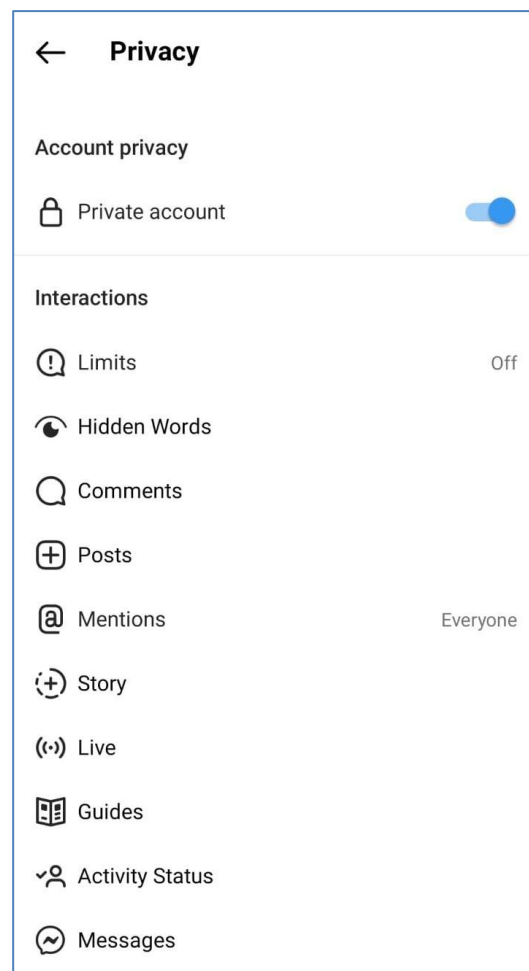 Privacy
Account privacy
Private account
Interactions
Limits Off
Hidden Words
Comments
Posts
Mentions Everyone
Story
Live
Guides
Activity Status
Messages